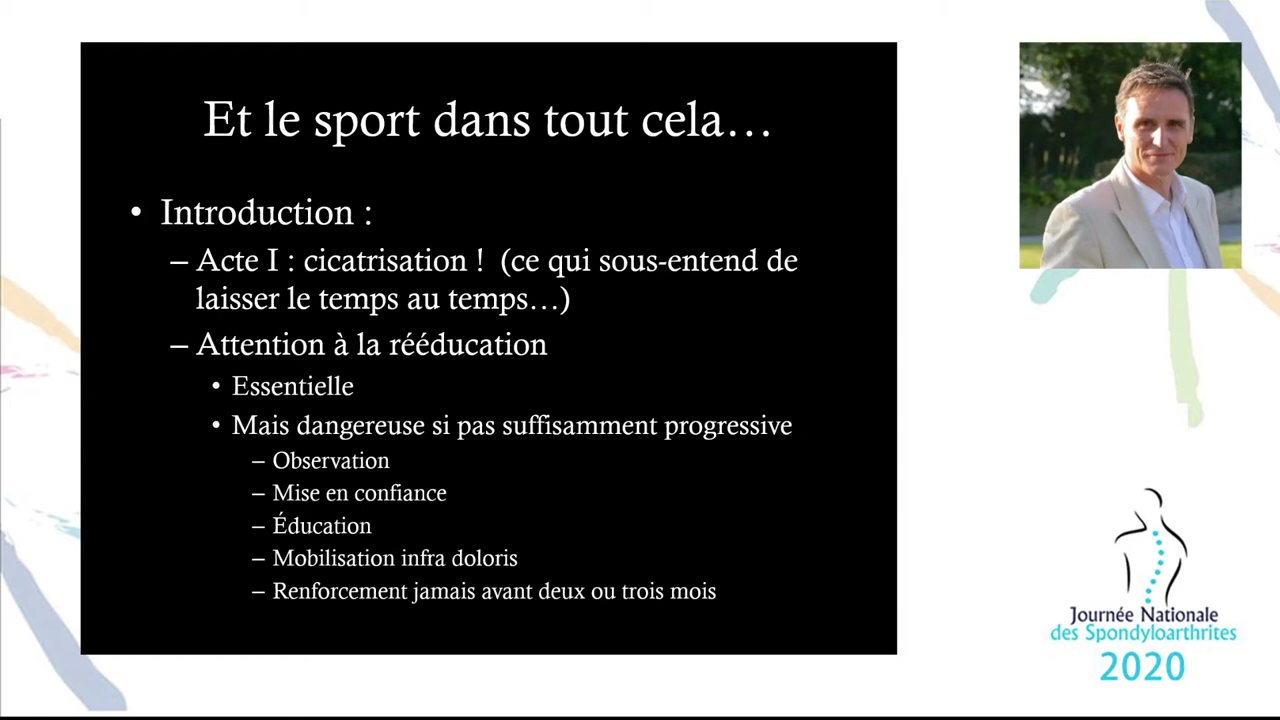 Et le sport dans tout cela…
• Introduction :
– Acte I : cicatrisation ! (ce qui sous-entend de
laisser le temps au temps…)
– Attention à la rééducation
• Essentielle
• Mais dangereuse si pas suffisamment progressive
– Observation
– Mise en confiance
– Éducation
– Mobilisation infra doloris
– Renforcement jamais avant deux ou trois mois
Journée Nationale
des Spondyloarthrites
2020